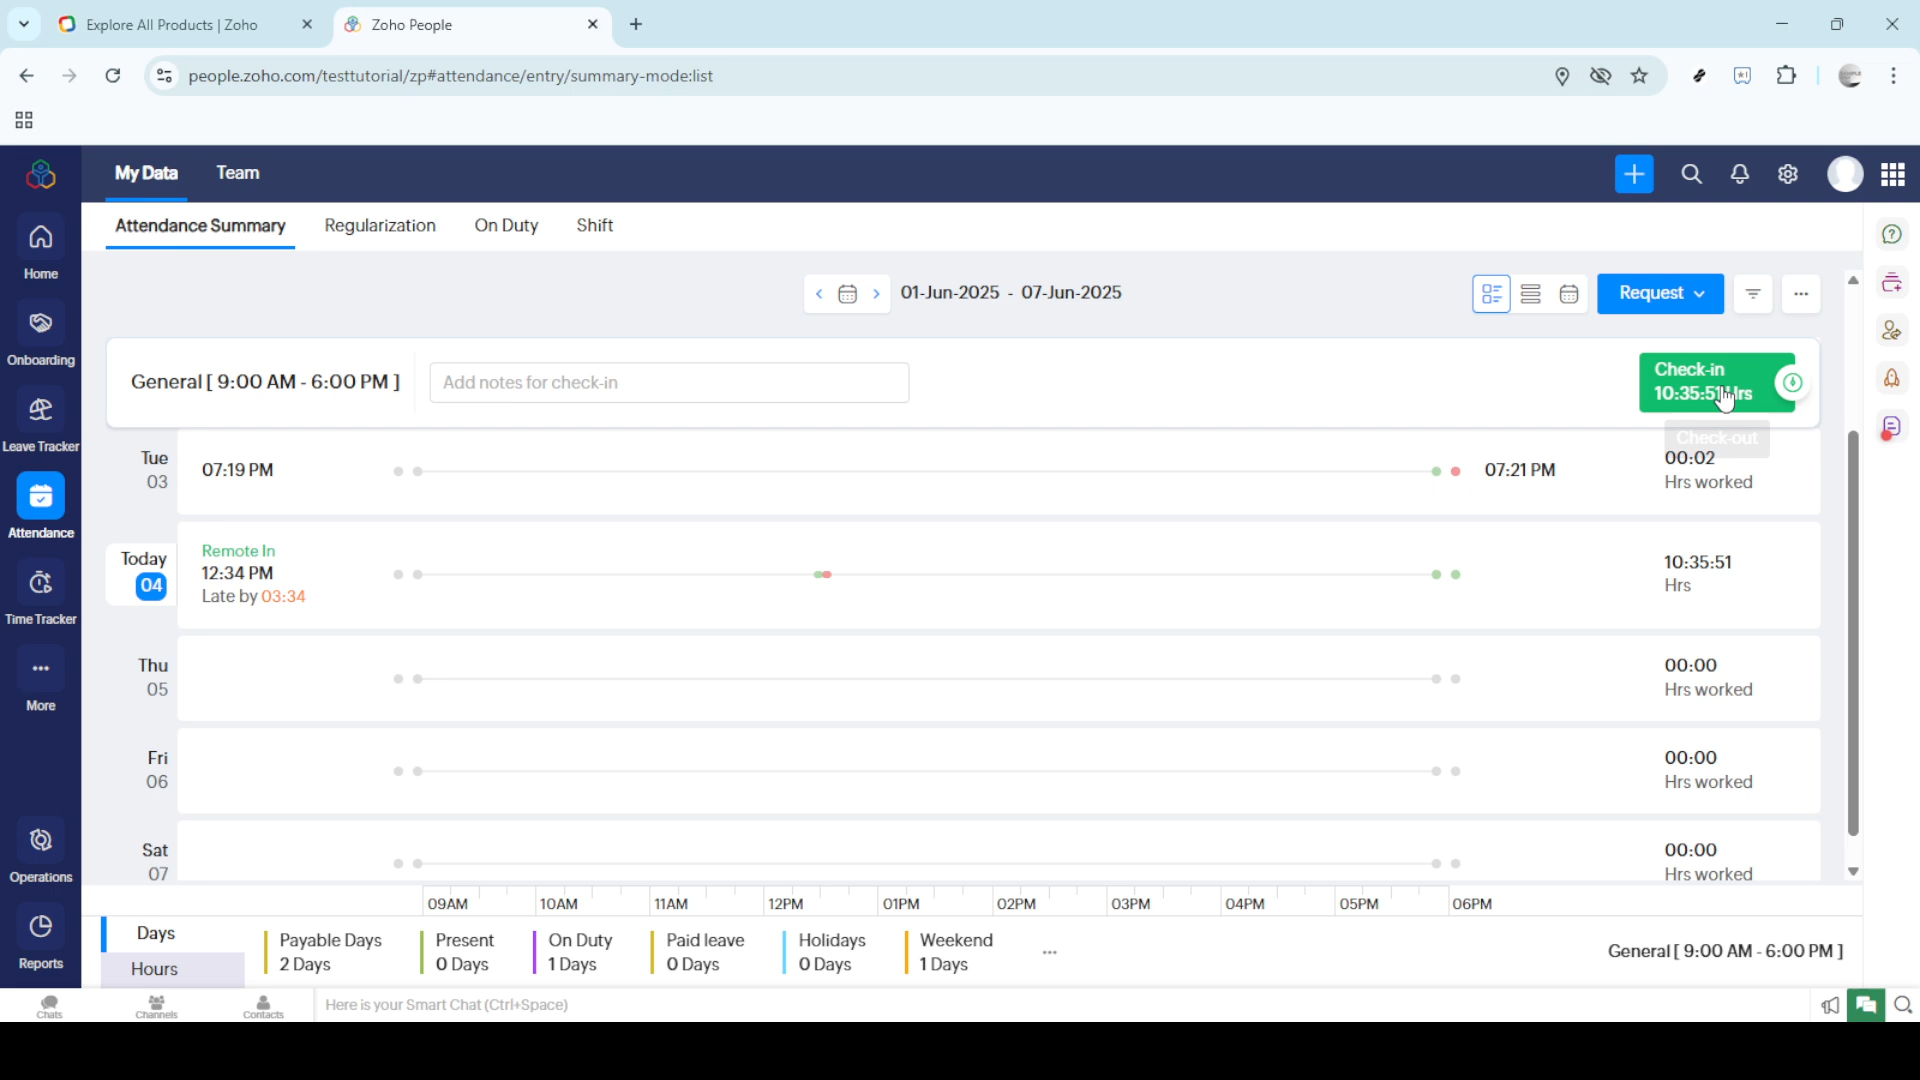 Explore All Products | Zoho
Zoho People
people.zoho.com/testtutorial/zp#attendance/entry/summary-mode:list
My Data
Team
Attendance Summary
Regularization
On Duty
Shift
Home
Onboarding
Leave Tracker
Attendance
Time Tracker
More
Operations
Reports
01-Jun-2025 - 07-Jun-2025
Request
General [ 9:00 AM - 6:00 PM ]
Add notes for check-in
Check-in
10:35:51 Hrs
Check-out
Tue
03
07:19 PM
07:21 PM
00:02
Hrs worked
Today
04
Remote In
12:34 PM
Late by 03:34
10:35:51
Hrs
Thu
05
00:00
Hrs worked
Fri
06
00:00
Hrs worked
Sat
07
00:00
Hrs worked
09AM 10AM 11AM 12PM 01PM 02PM 03PM 04PM 05PM 06PM
Days
Hours
Payable Days
2 Days
Present
0 Days
On Duty
1 Days
Paid leave
0 Days
Holidays
0 Days
Weekend
1 Days
General [ 9:00 AM - 6:00 PM ]
Chats
Channels
Contacts
Here is your Smart Chat (Ctrl+Space)